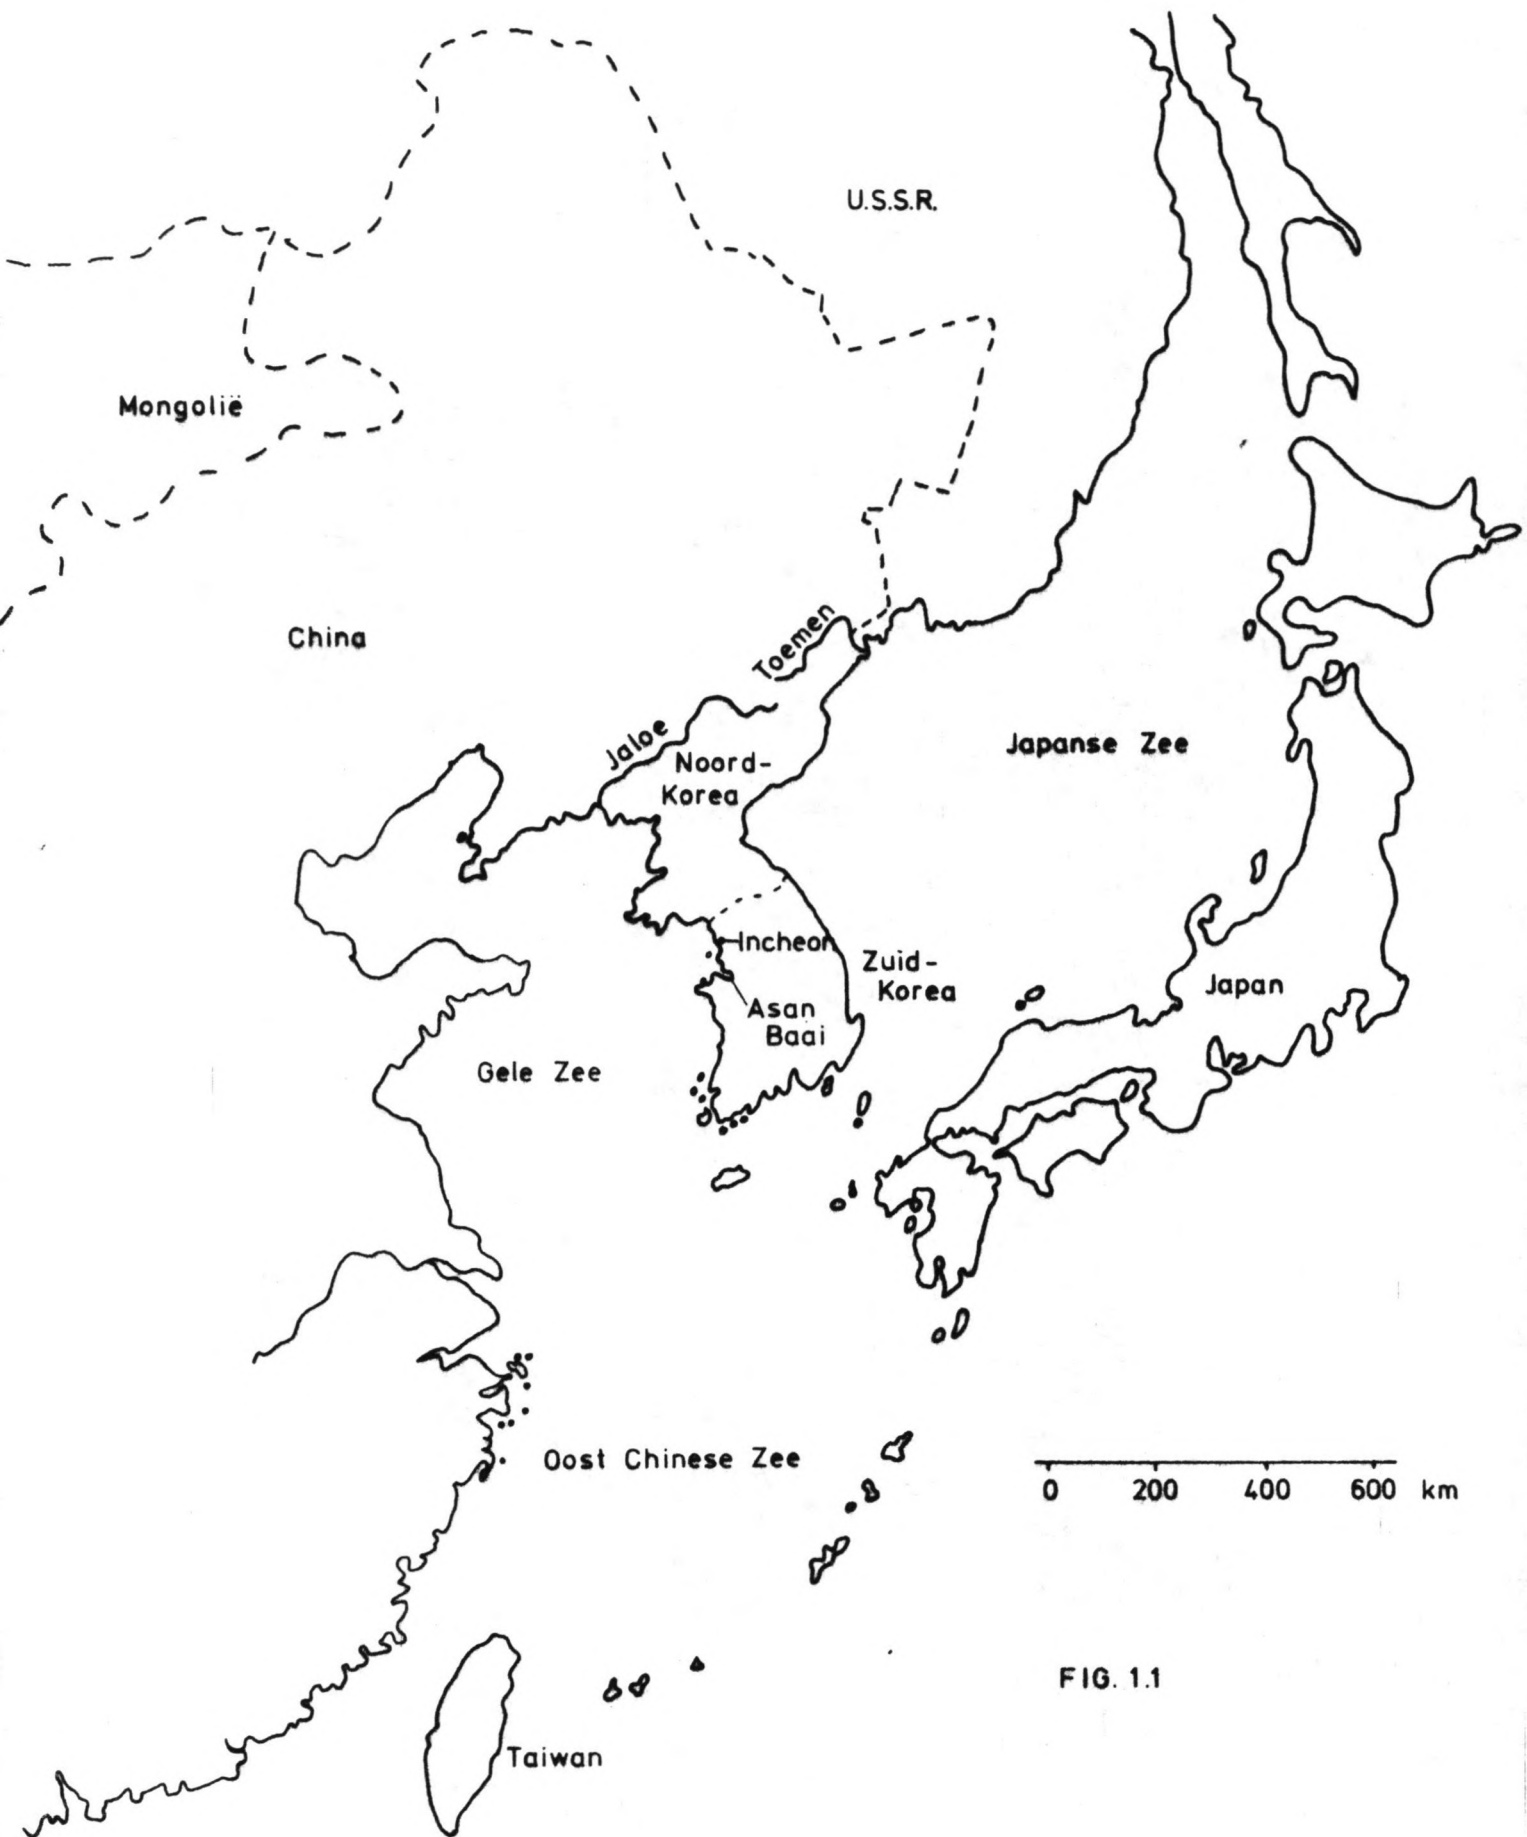 U.S.S.R.
Mongolië
China
Toemen
Jaloe
Noord-
Korea
Japanse Zee
Incheon
Zuid-
Korea
Asan
Baai
Japan
Gele Zee
Oost Chinese Zee
0 200 400 600 km
FIG. 1.1
Taiwan